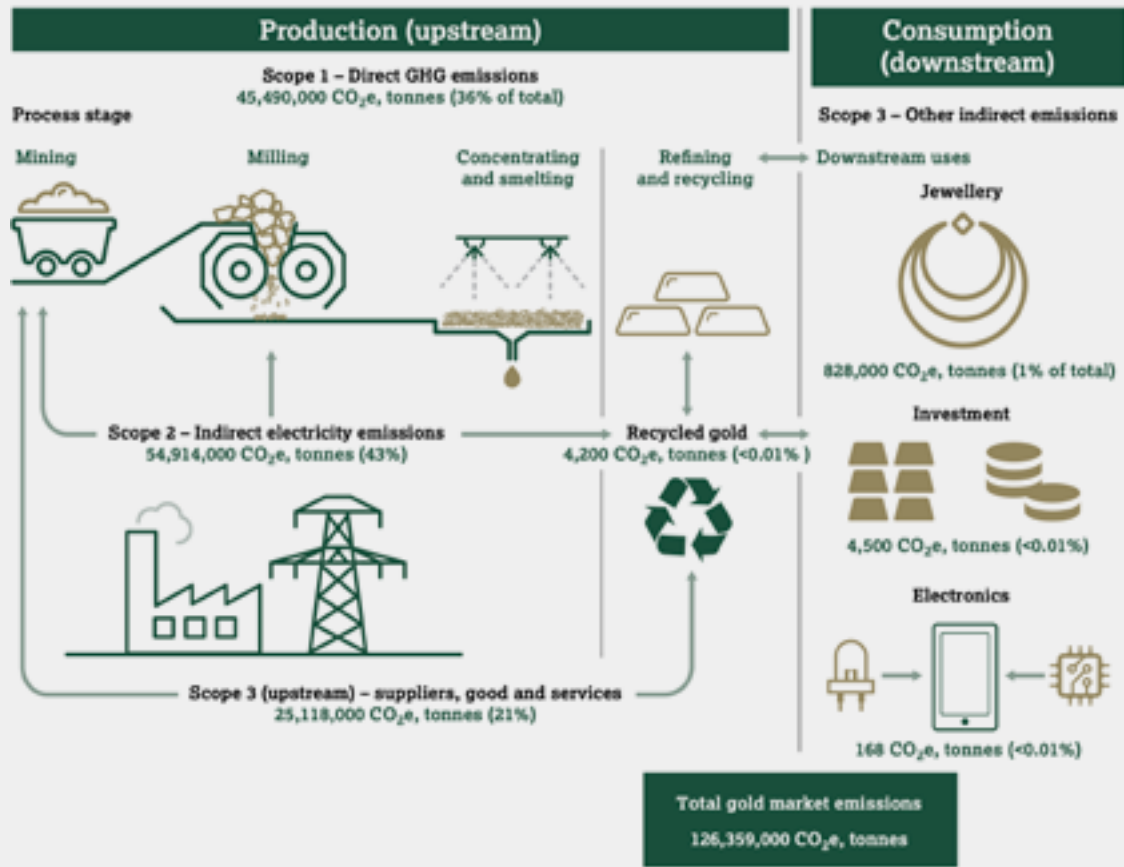 Production (upstream)
Consumption
(downstream)
Scope 1 – Direct GHG emissions
45,490,000 CO₂e, tonnes (36% of total)
Process stage
Scope 3 – Other indirect emissions
Mining
Milling
Concentrating
and smelting
Refining
and recycling
Downstream uses
Jewellery
828,000 CO₂e, tonnes (1% of total)
Scope 2 – Indirect electricity emissions
54,914,000 CO₂e, tonnes (43%)
Recycled gold
4,200 CO₂e, tonnes (<0.01% )
Investment
4,500 CO₂e, tonnes (<0.01%)
Electronics
168 CO₂e, tonnes (<0.01%)
Scope 3 (upstream) – suppliers, good and services
25,118,000 CO₂e, tonnes (21%)
Total gold market emissions
126,359,000 CO₂e, tonnes